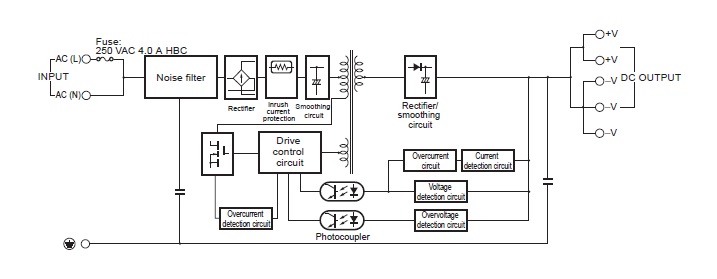 Fuse:
250 VAC 4.0 A HBC
AC (L)
INPUT
AC (N)
Noise filter
Rectifier
Inrush
current
protection
Smoothing
circuit
Rectifier/
smoothing
circuit
+V
+V
–V
DC OUTPUT
–V
–V
Drive
control
circuit
Overcurrent
circuit
Current
detection circuit
Voltage
detection circuit
Overcurrent
detection circuit
Overvoltage
detection circuit
Photocoupler